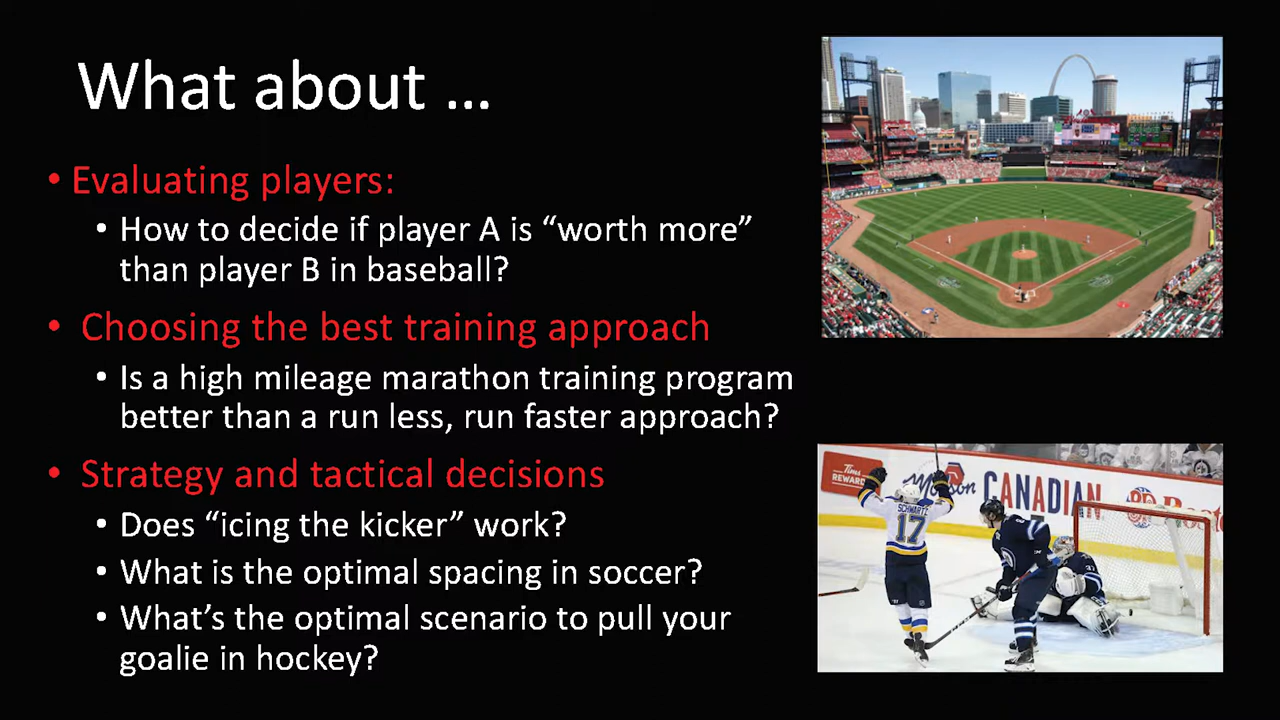 What about ...
• Evaluating players:
• How to decide if player A is “worth more”
than player B in baseball?
• Choosing the best training approach
• Is a high mileage marathon training program
better than a run less, run faster approach?
• Strategy and tactical decisions
• Does “icing the kicker” work?
• What is the optimal spacing in soccer?
• What’s the optimal scenario to pull your
goalie in hockey?
Tims
REWARDS
CANADIAN
SCHWARTZ
17